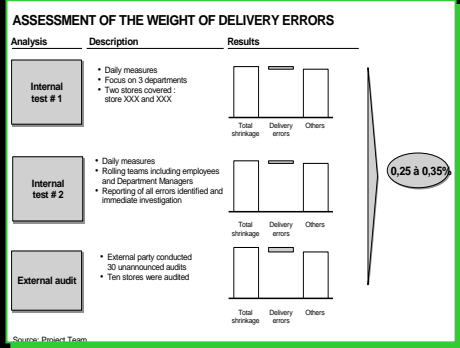 ASSESSMENT OF THE WEIGHT OF DELIVERY ERRORS
Analysis Description Results
Internal
test # 1
• Daily measures
• Focus on 3 departments
• Two stores covered :
store XXX and XXX
Total
shrinkage
Delivery
errors
Others
Internal
test # 2
• Daily measures
• Rolling teams including employees
and Department Managers
• Reporting of all errors identified and
immediate investigation
Total
shrinkage
Delivery
errors
Others
External audit
• External party conducted
30 unannounced audits
• Ten stores were audited
Total
shrinkage
Delivery
errors
Others
0,25 à 0,35%
Source: Project Team